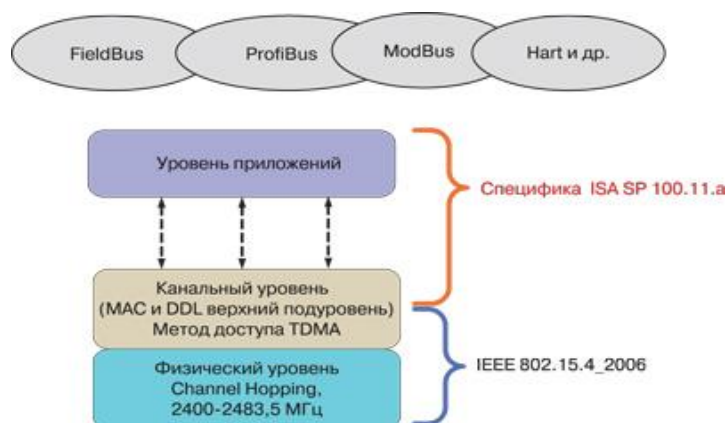 FieldBus
ProfiBus
ModBus
Hart и др.
Уровень приложений
Специфика ISA SP 100.11.a
Канальный уровень
(MAC и DDL верхний подуровень)
Метод доступа TDMA
Физический уровень
Channel Hopping,
2400-2483,5 МГц
IEEE 802.15.4_2006